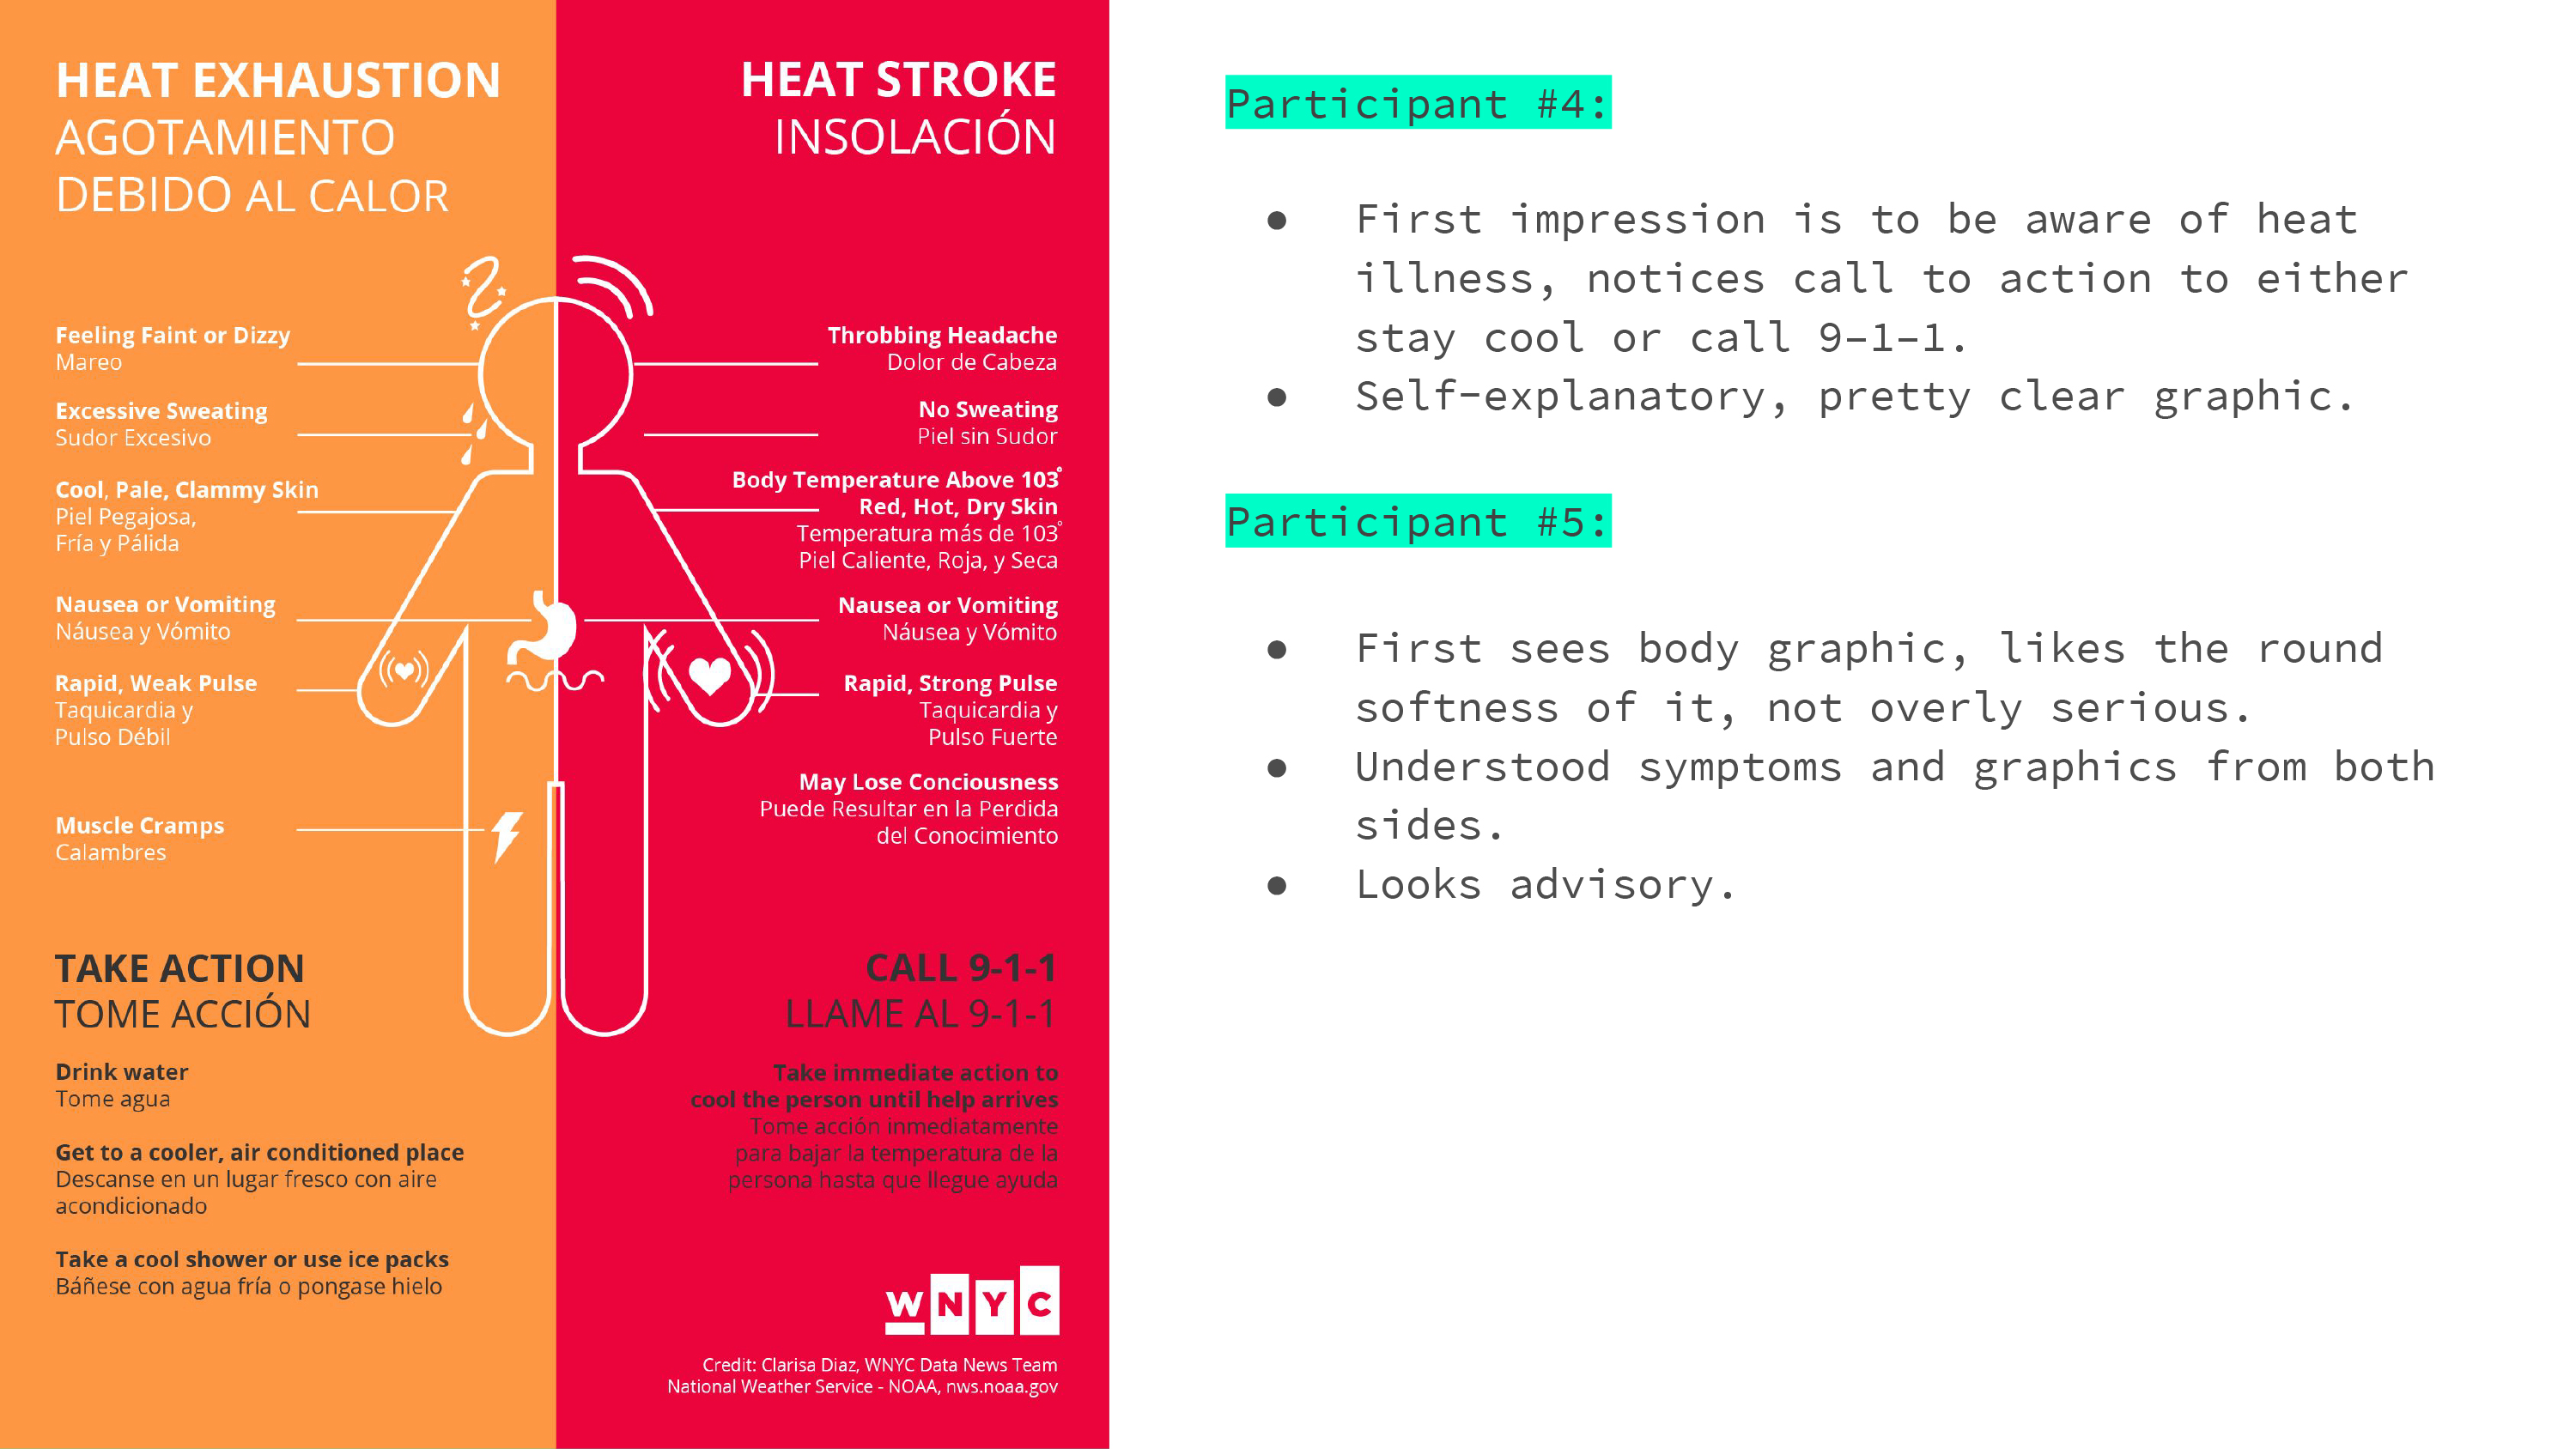 HEAT EXHAUSTION
AGOTAMIENTO
DEBIDO AL CALOR
Feeling Faint or Dizzy
Mareo
Excessive Sweating
Sudor Excesivo
Cool, Pale, Clammy Skin
Piel Pegajosa,
Fría y Pálida
Nausea or Vomiting
Náusea y Vómito
Rapid, Weak Pulse
Taquicardia y
Pulso Débil
Muscle Cramps
Calambres
TAKE ACTION
TOME ACCIÓN
Drink water
Tome agua
Get to a cooler, air conditioned place
Descanse en un lugar fresco con aire
acondicionado
Take a cool shower or use ice packs
Báñese con agua fría o pongase hielo
HEAT STROKE
INSOLACIÓN
Throbbing Headache
Dolor de Cabeza
No Sweating
Piel sin Sudor
Body Temperature Above 103°
Red, Hot, Dry Skin
Temperatura más de 103°
Piel Caliente, Roja, y Seca
Nausea or Vomiting
Náusea y Vómito
Rapid, Strong Pulse
Taquicardia y
Pulso Fuerte
May Lose Conciousness
Puede Resultar en la Perdida
del Conocimiento
CALL 9-1-1
LLAME AL 9-1-1
Take immediate action to
cool the person until help arrives
Tome acción inmediatamente
para bajar la temperatura de la
persona hasta que llegue ayuda
WNYC
Credit: Clarisa Diaz, WNYC Data News Team
National Weather Service - NOAA, nws.noaa.gov
Participant #4:
● First impression is to be aware of heat
illness, notices call to action to either
stay cool or call 9-1-1.
● Self-explanatory, pretty clear graphic.
Participant #5:
● First sees body graphic, likes the round
softness of it, not overly serious.
● Understood symptoms and graphics from both
sides.
● Looks advisory.